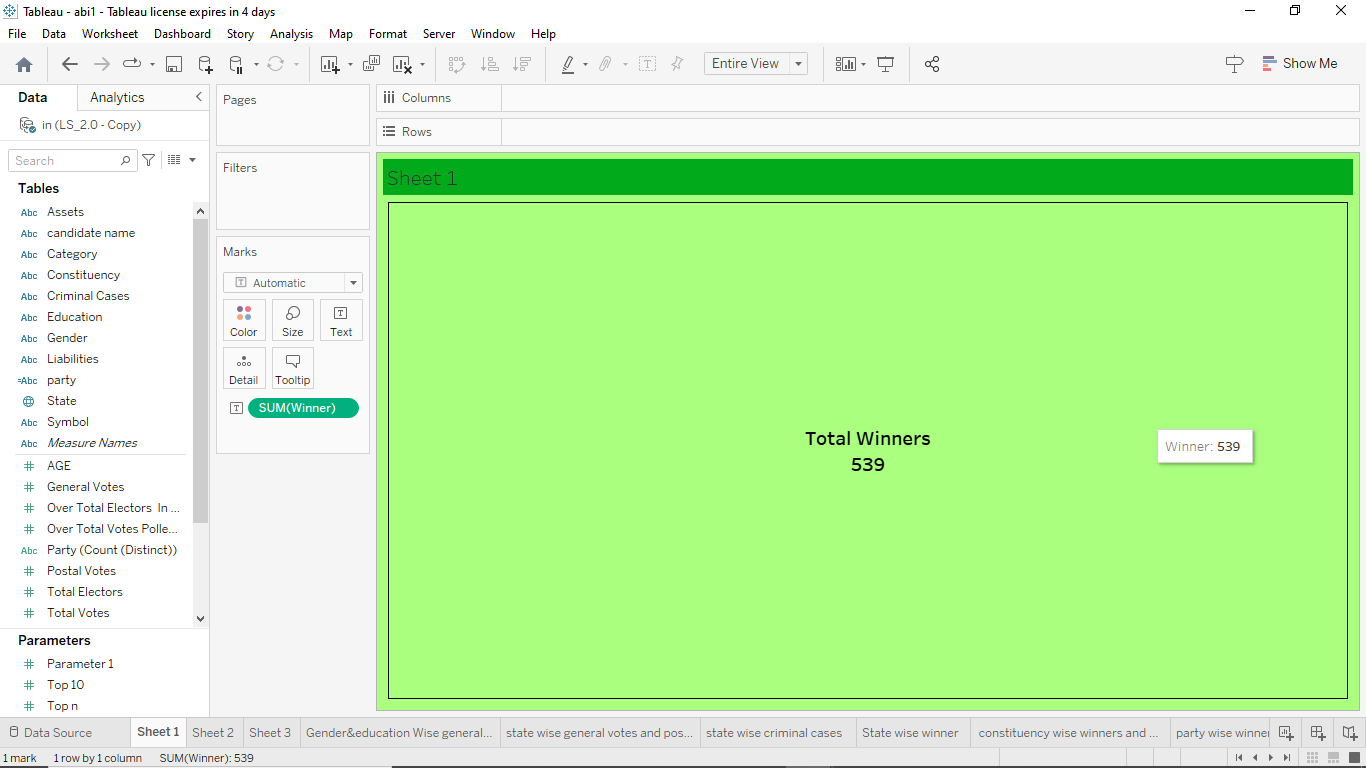 Tableau - abi1 - Tableau license expires in 4 days
File Data Worksheet Dashboard Story Analysis Map Format Server Window Help
Entire View
Show Me
Data Analytics
in (LS_2.0 - Copy)
Search
Tables
Abc Assets
Abc candidate name
Abc Category
Abc Constituency
Abc Criminal Cases
Abc Education
Abc Gender
Abc Liabilities
=Abc party
State
Abc Symbol
Abc Measure Names
# AGE
# General Votes
# Over Total Electors In ...
# Over Total Votes Polle...
Abc Party (Count (Distinct))
# Postal Votes
# Total Electors
# Total Votes
Parameters
# Parameter 1
# Top 10
# Top n
Pages
Filters
Marks
T Automatic
Color Size T Text
Detail Tooltip
T SUM(Winner)
Columns
Rows
Sheet 1
Total Winners
539
Winner: 539
Data Source Sheet 1 Sheet 2 Sheet 3 Gender&education Wise general... state wise general votes and pos... state wise criminal cases State wise winner constituency wise winners and ... party wise winner
1 mark 1 row by 1 column SUM(Winner): 539